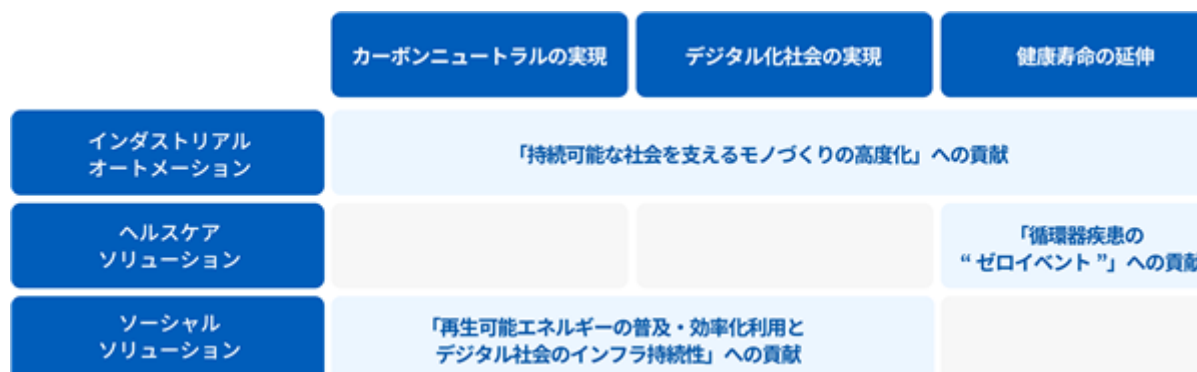 カーボンニュートラルの実現
デジタル化社会の実現
健康寿命の延伸
インダストリアル
オートメーション
「持続可能な社会を支えるモノづくりの高度化」への貢献
ヘルスケア
ソリューション
「循環器疾患の
“ ゼロイベント ”」への貢献
ソーシャル
ソリューション
「再生可能エネルギーの普及・効率化利用と
デジタル社会のインフラ持続性」への貢献